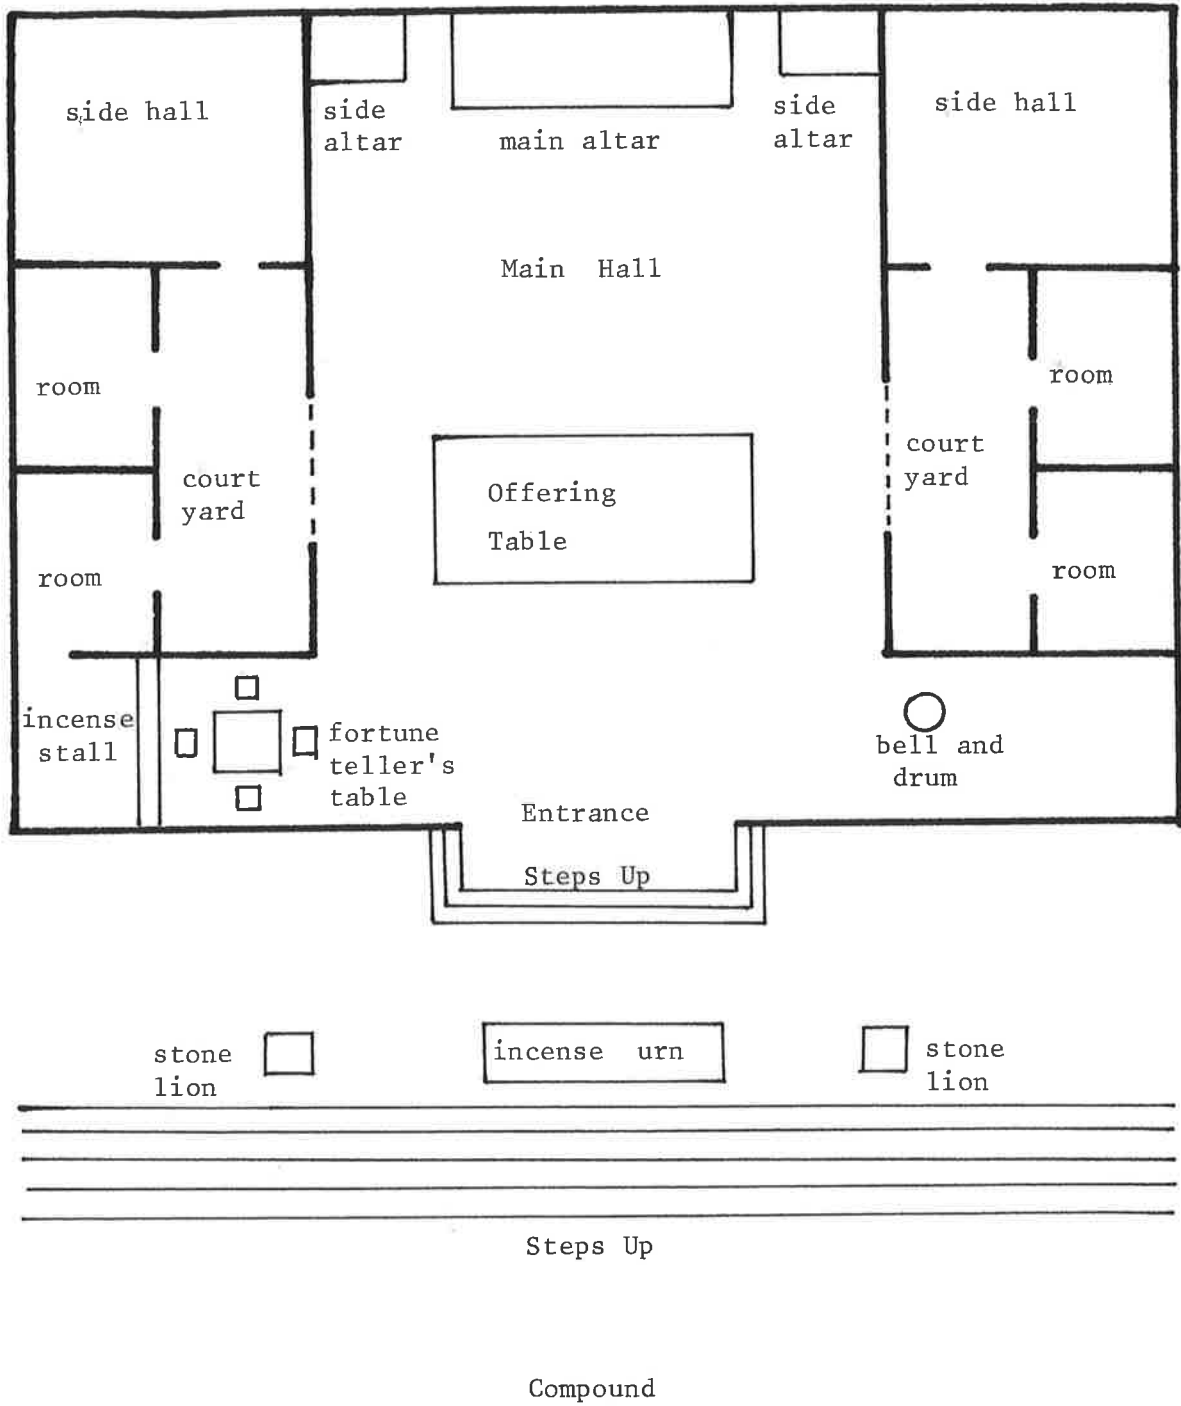 side hall
side
altar
main altar
side
altar
side hall
Main Hall
room
court
yard
room
Offering
Table
court
yard
room
room
incense
stall
fortune
teller's
table
bell and
drum
Entrance
Steps Up
stone
lion
incense urn
stone
lion
Steps Up
Compound